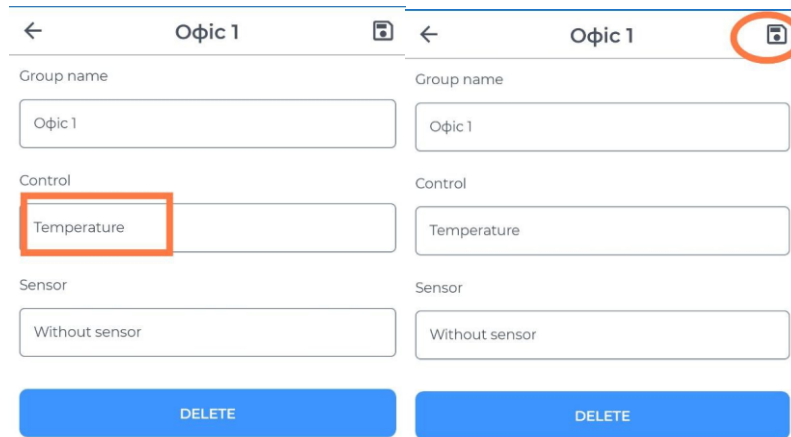 Офіс 1
Group name
Офіс 1
Control
Temperature
Sensor
Without sensor
DELETE
Офіс 1
Group name
Офіс 1
Control
Temperature
Sensor
Without sensor
DELETE